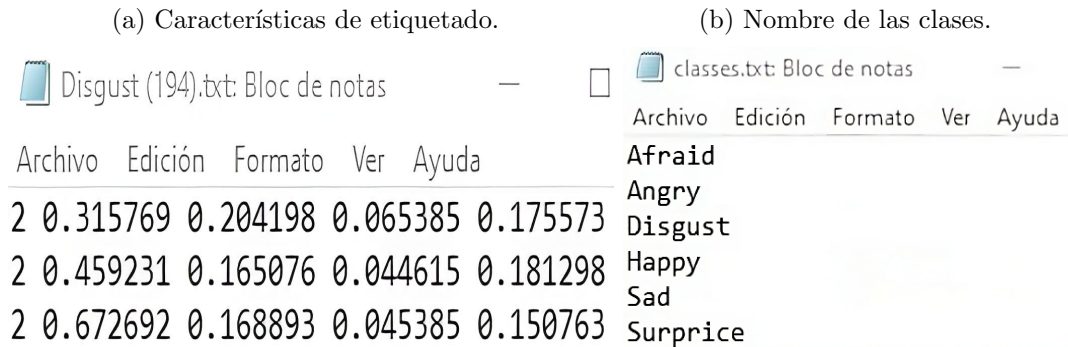 (a) Características de etiquetado.
Disgust (194).txt: Bloc de notas
Archivo Edición Formato Ver Ayuda
2 0.315769 0.204198 0.065385 0.175573
2 0.459231 0.165076 0.044615 0.181298
2 0.672692 0.168893 0.045385 0.150763
(b) Nombre de las clases.
classes.txt: Bloc de notas
Archivo Edición Formato Ver Ayuda
Afraid
Angry
Disgust
Happy
Sad
Surprice